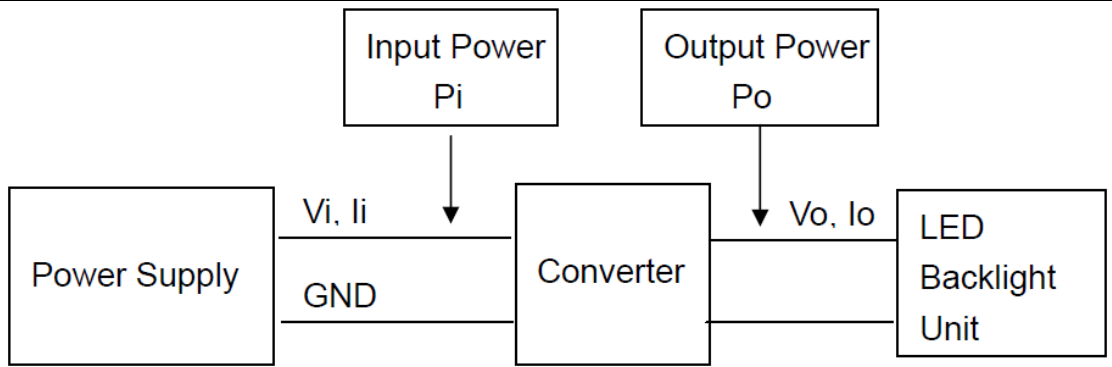 Input Power
Pi
Output Power
Po
Power Supply
Vi, Ii
GND
Converter
Vo, Io
LED
Backlight
Unit